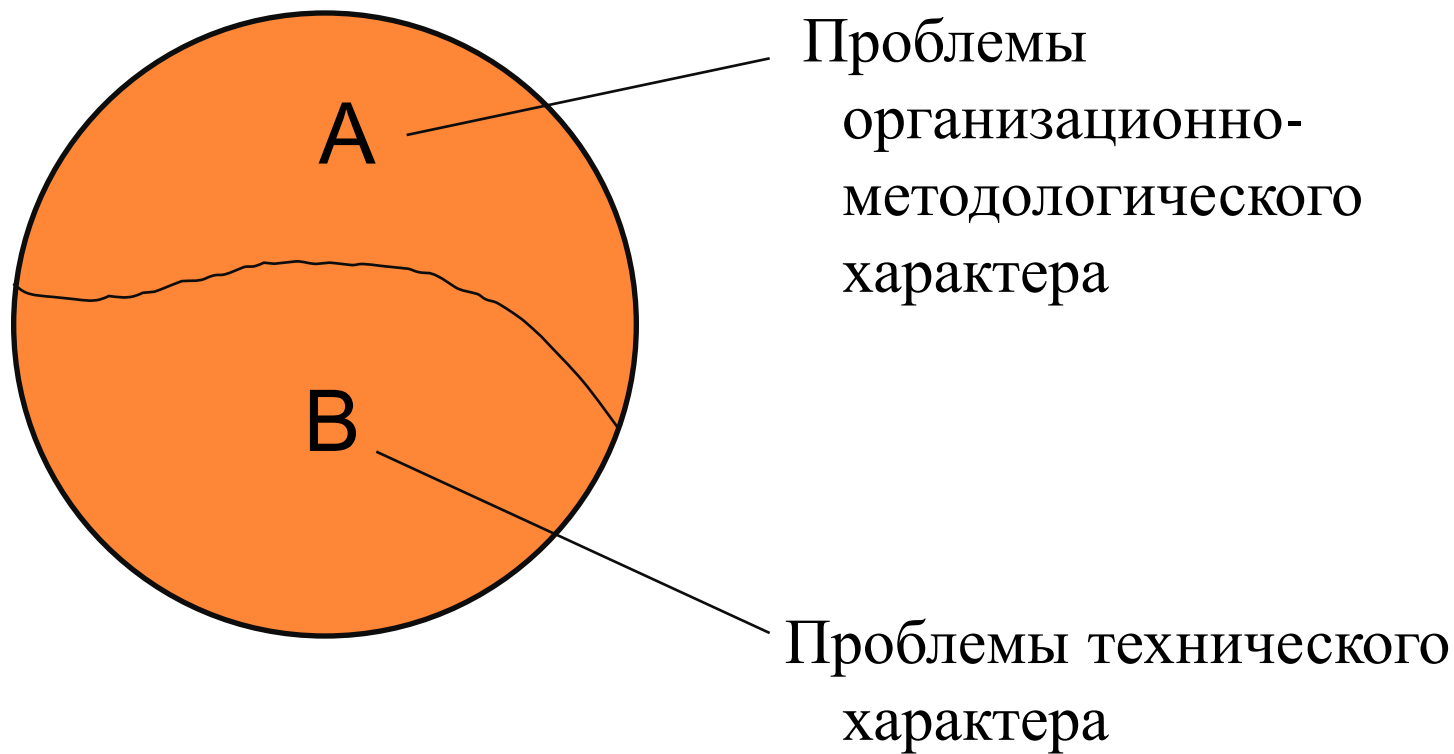 A
Проблемы
организационно-
методологического
характера
B
Проблемы технического
характера